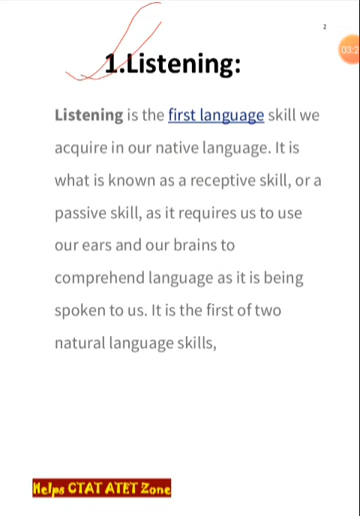 2
03:2
1.Listening:
Listening is the first language skill we
acquire in our native language. It is
what is known as a receptive skill, or a
passive skill, as it requires us to use
our ears and our brains to
comprehend language as it is being
spoken to us. It is the first of two
natural language skills,
Helps CTAT ATET Zone